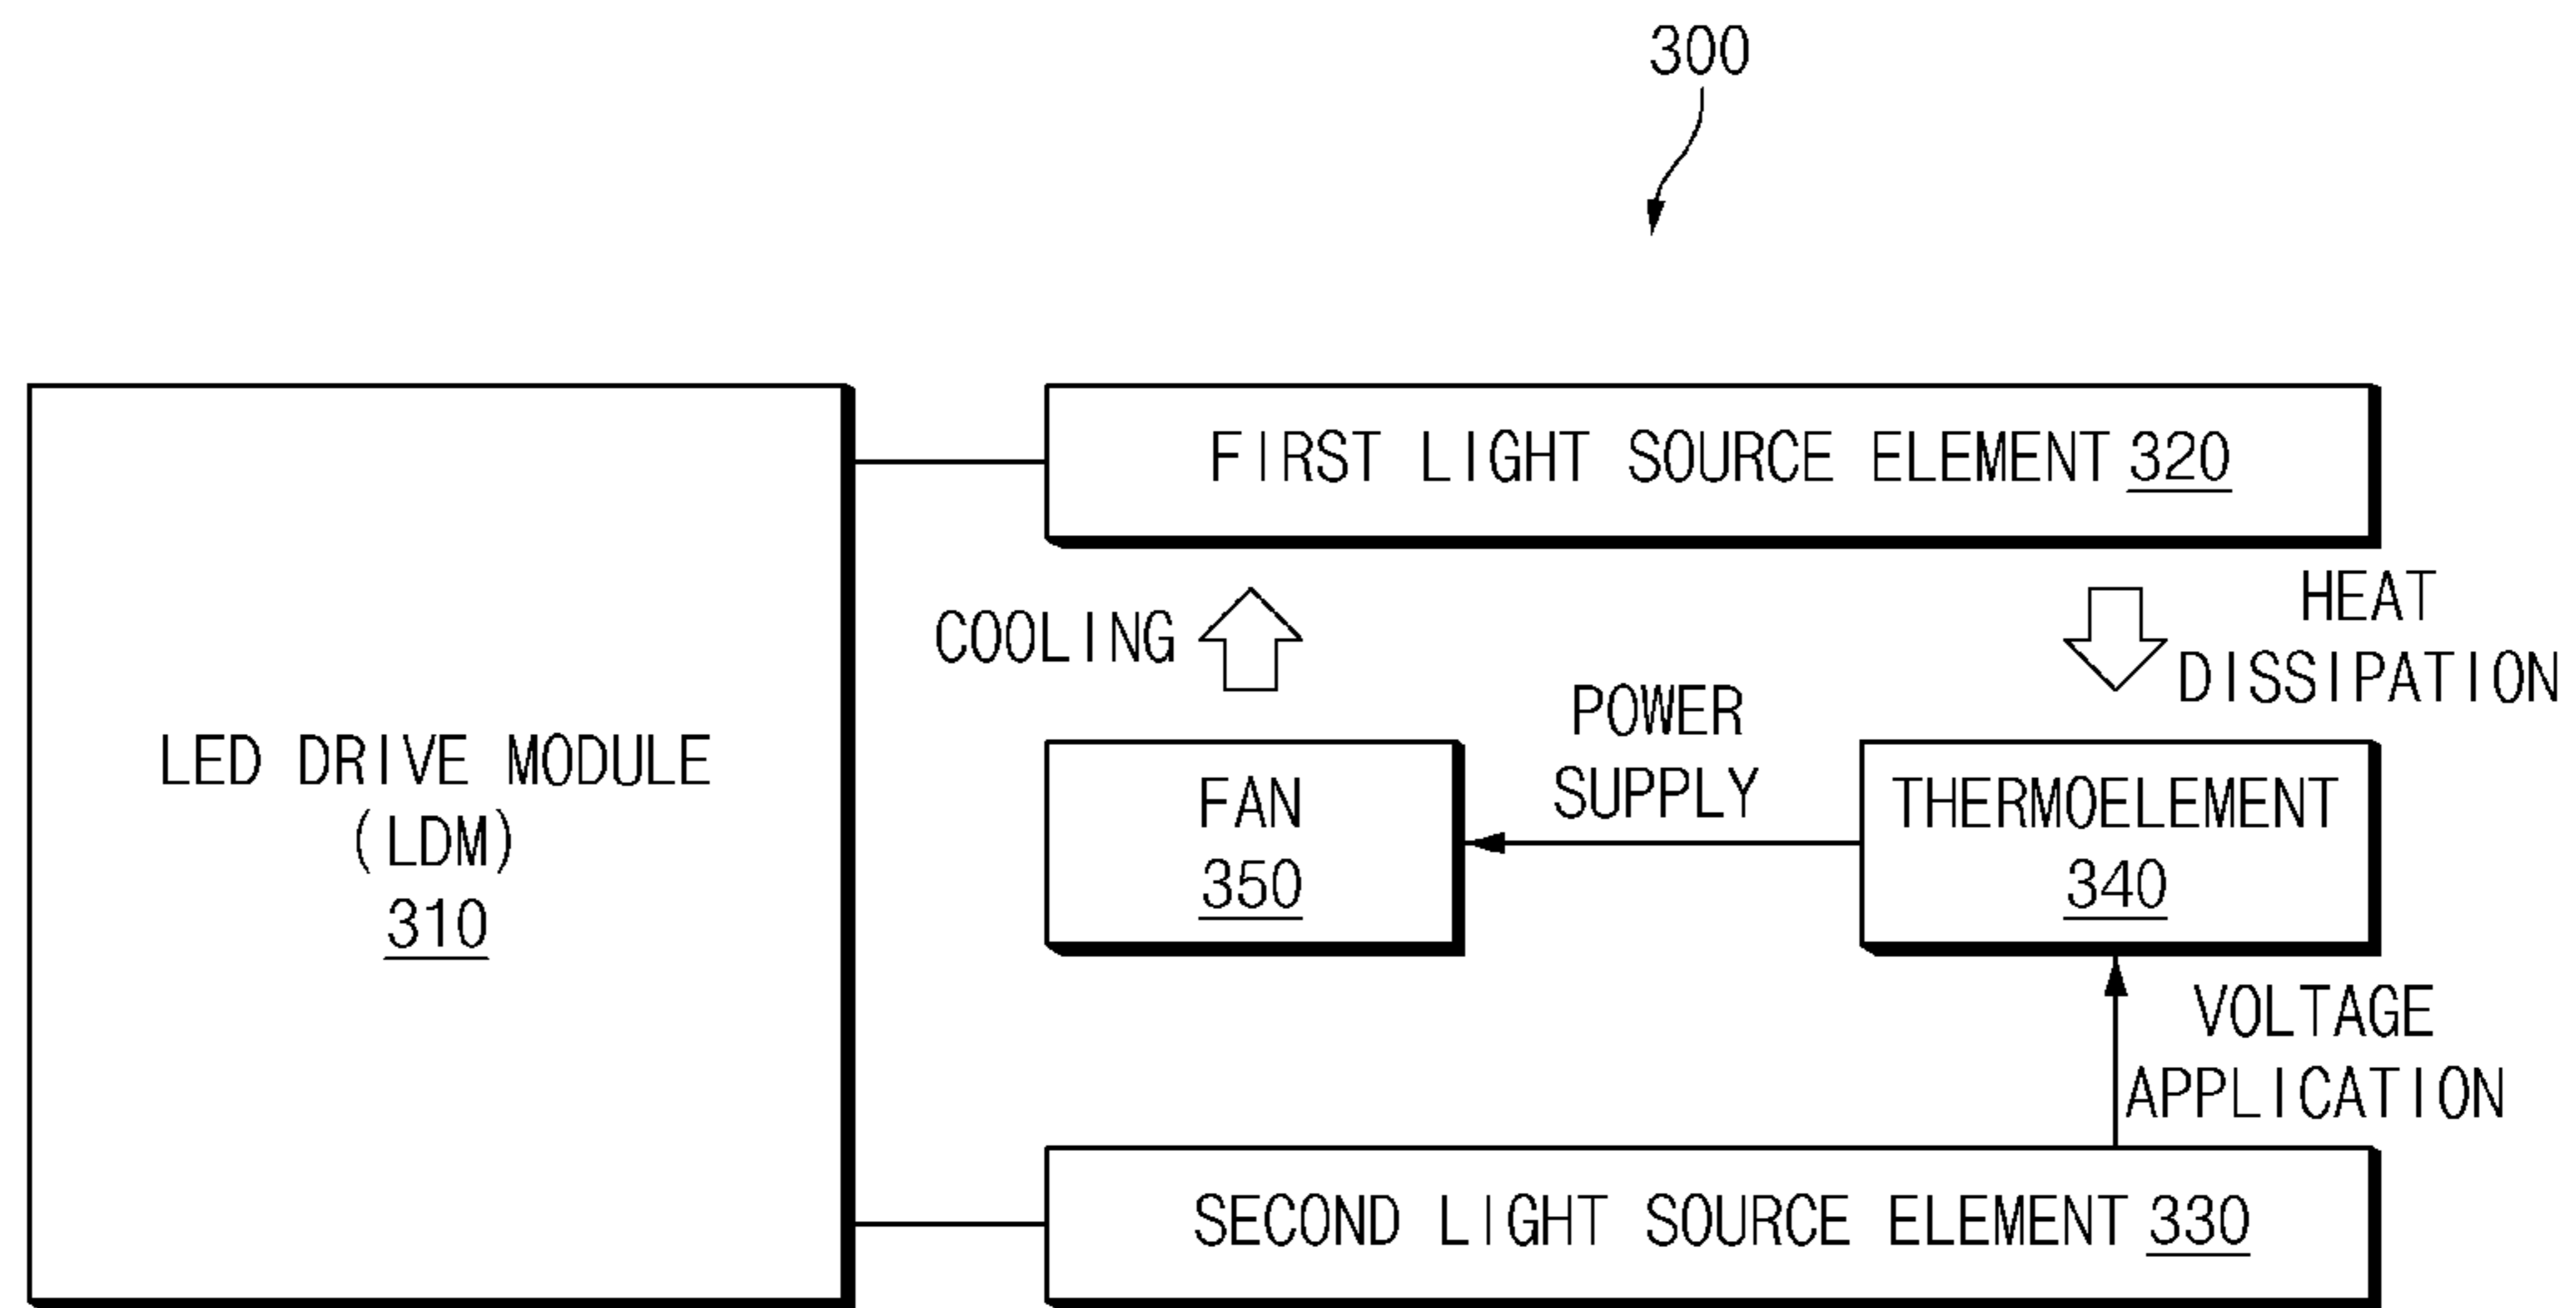 300
FIRST LIGHT SOURCE ELEMENT 320
COOLING
HEAT
DISSIPATION
LED DRIVE MODULE
(LDM)
310
FAN
350
POWER
SUPPLY
THERMOELEMENT
340
VOLTAGE
APPLICATION
SECOND LIGHT SOURCE ELEMENT 330